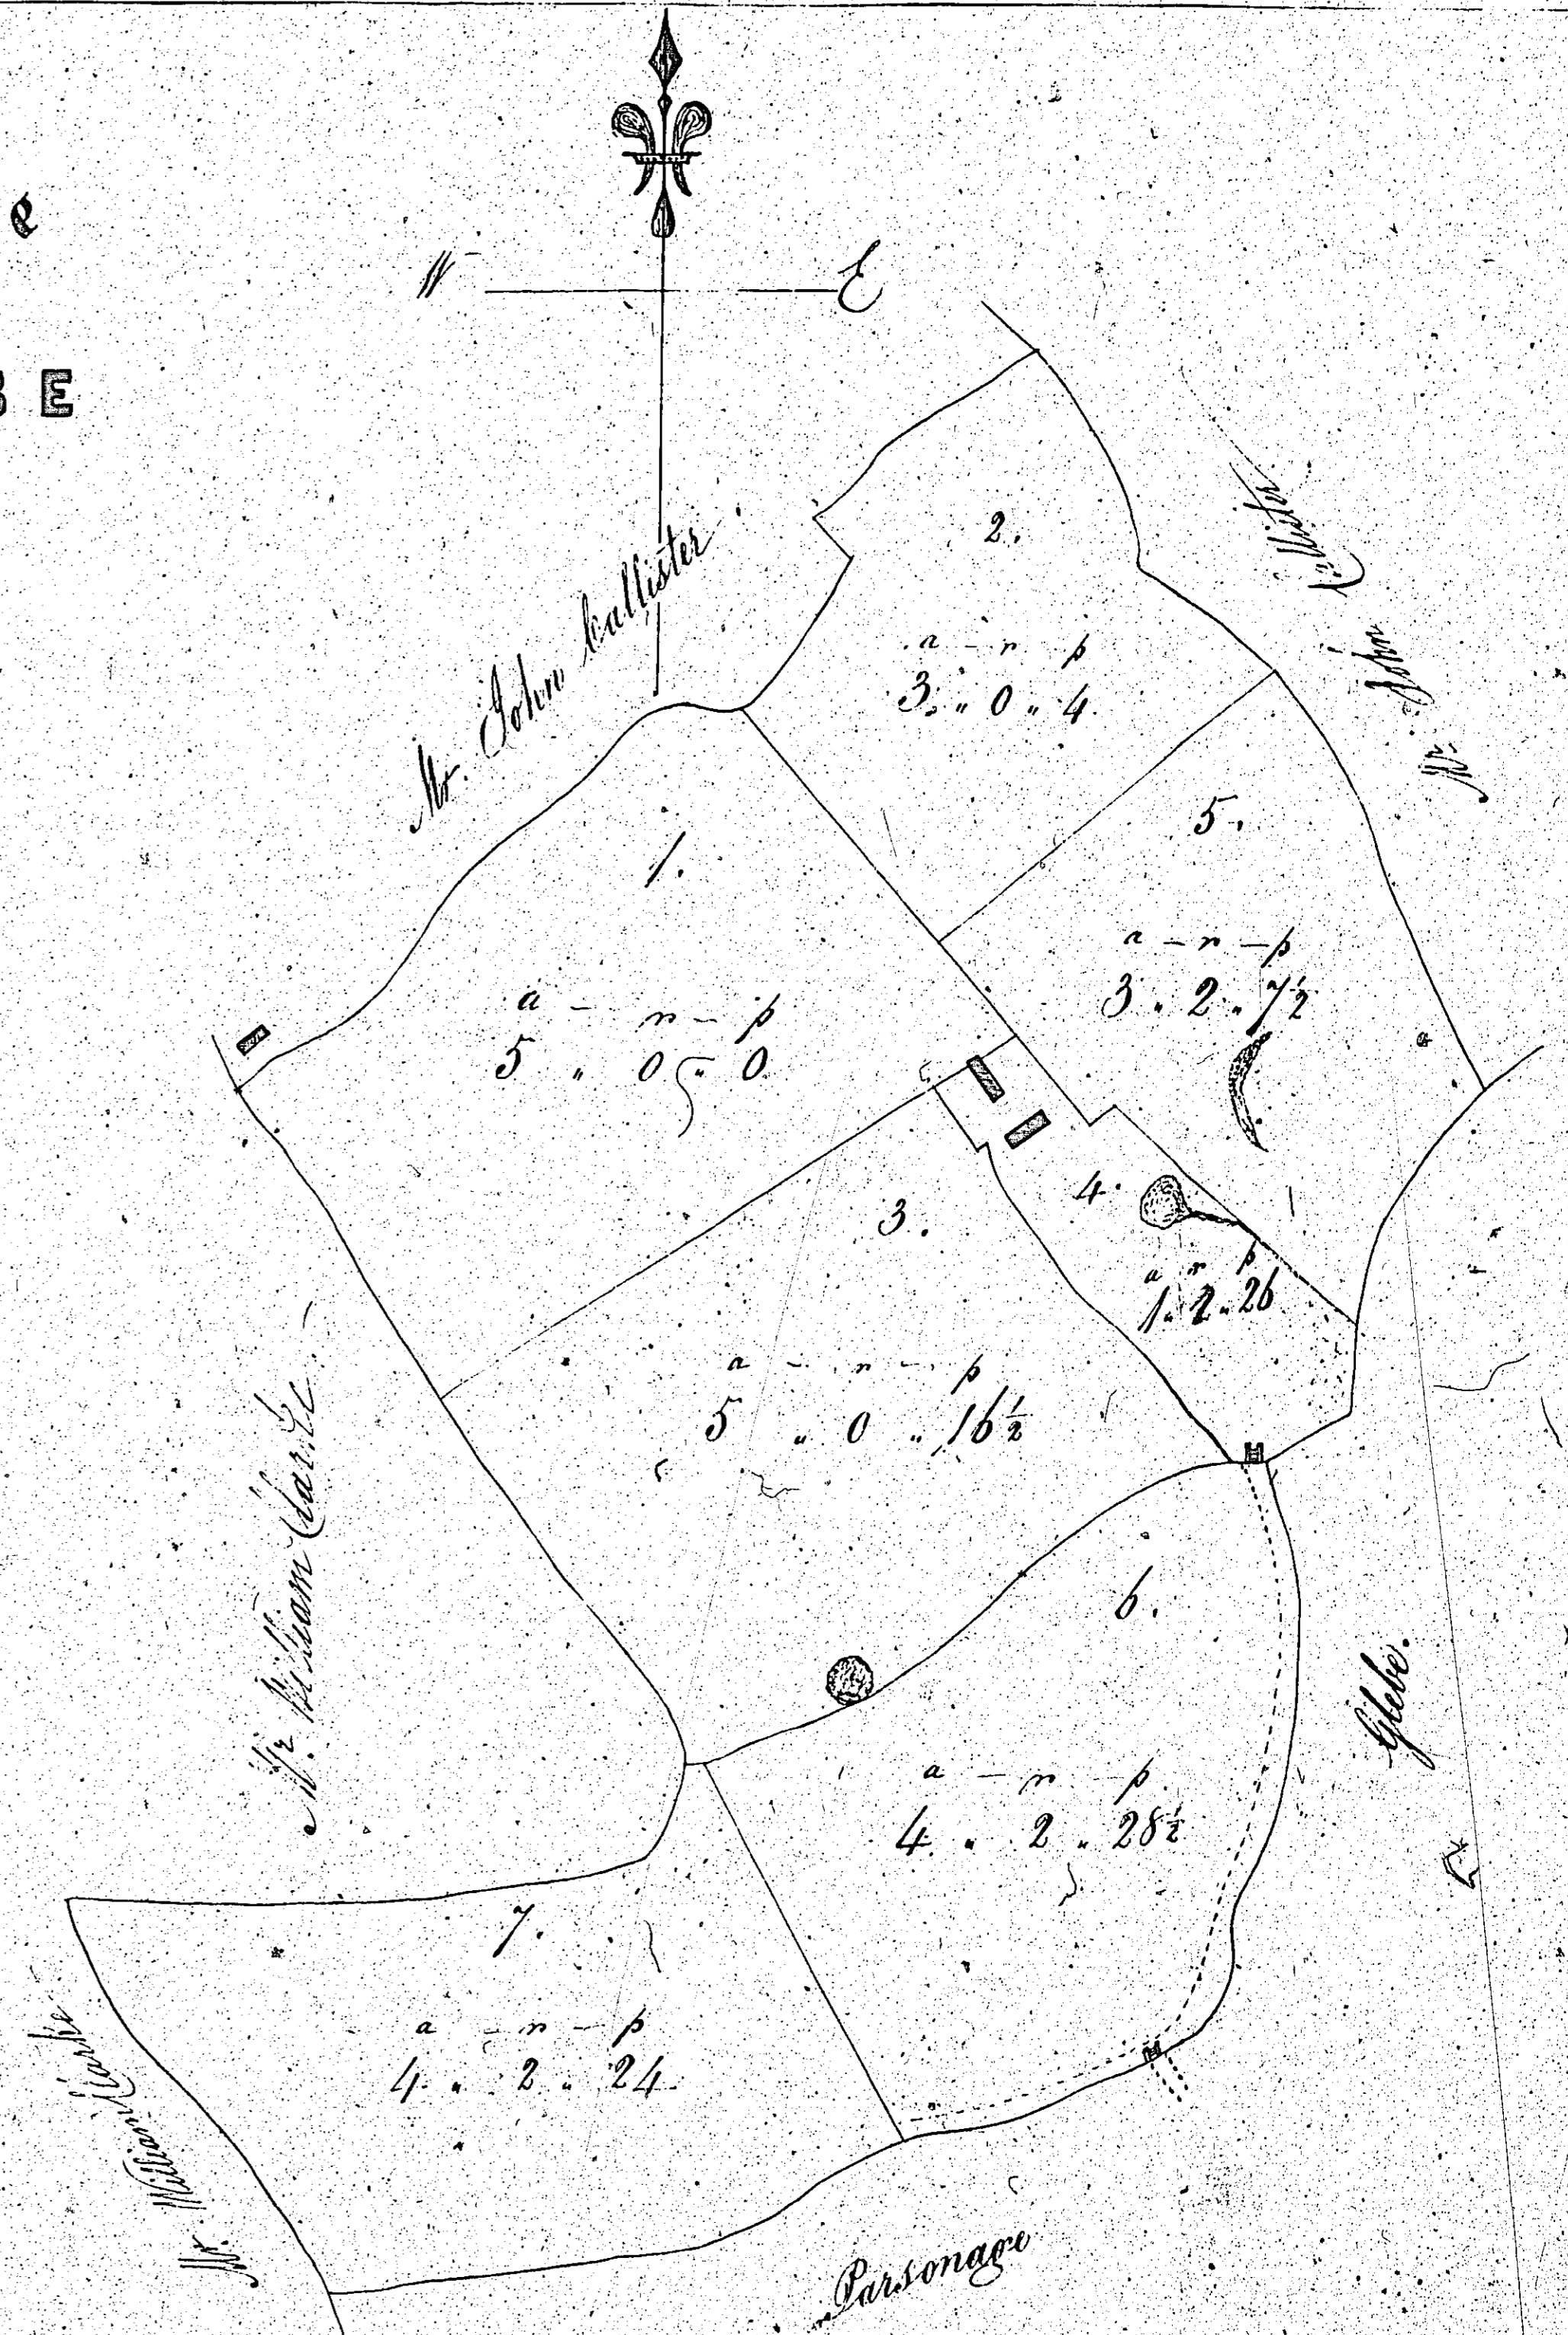 e
B E
W E
Mr. John Kallister
2.
a - r p
3 " 0 " 4
Mr. John Kallister
1.
a - r - p
5 " 0 " 0
5.
a - r - p
3 " 2 " 7½
3.
a - r - p
5 " 0 " 16½
4.
a r p
1 " 2 " 26
Mr. William Clarke
6.
a - r - p
4 " 2 " 28½
Glebe.
7.
a - r - p
4 " 2 " 24
Mr. William Clarke
Parsonage